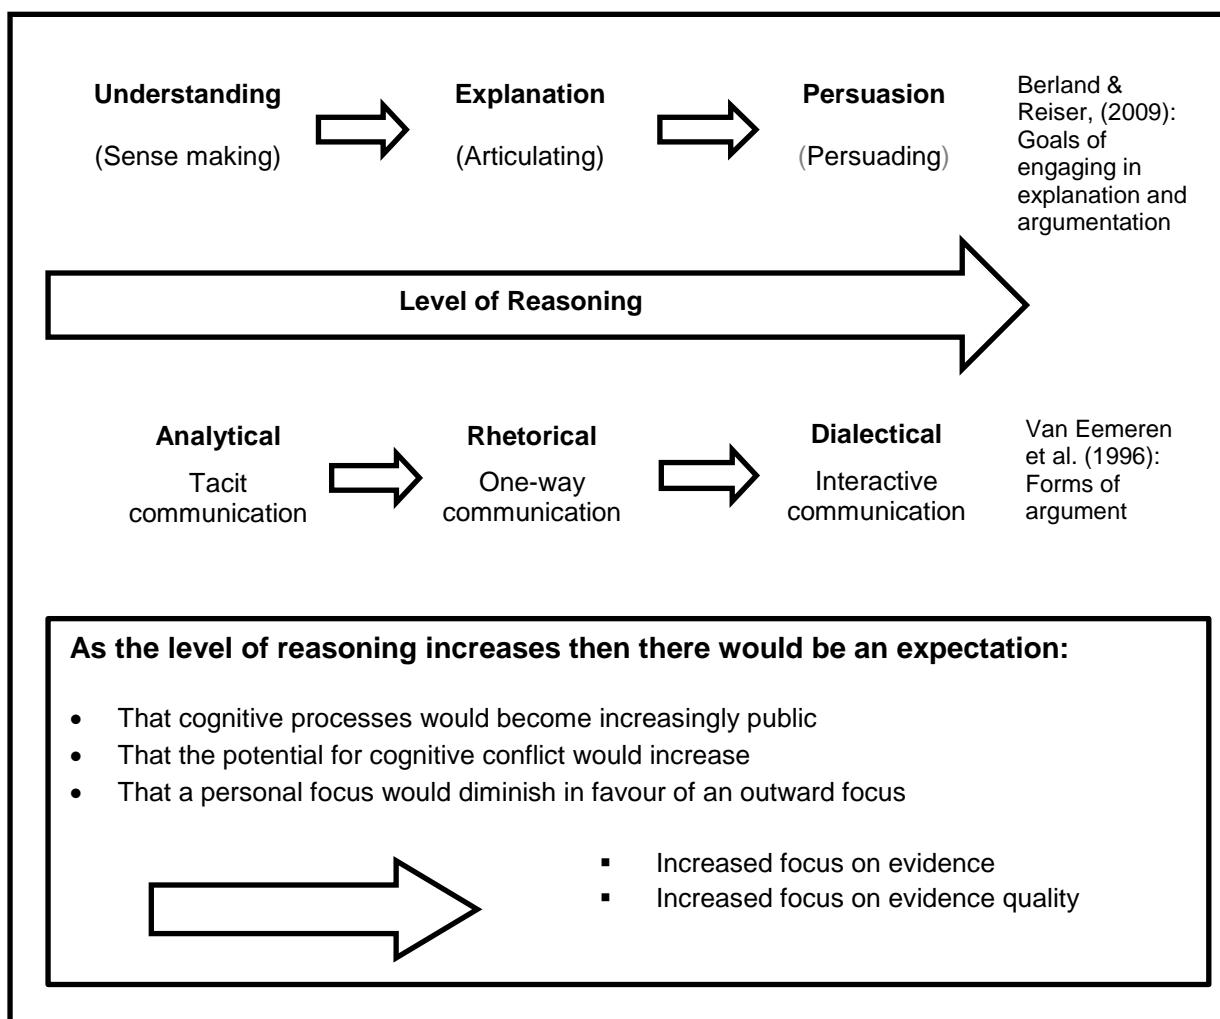 Understanding
(Sense making)
Explanation
(Articulating)
Persuasion
(Persuading)
Berland &
Reiser, (2009):
Goals of
engaging in
explanation and
argumentation
Level of Reasoning
Analytical
Tacit
communication
Rhetorical
One-way
communication
Dialectical
Interactive
communication
Van Eemeren
et al. (1996):
Forms of
argument
As the level of reasoning increases then there would be an expectation:
• That cognitive processes would become increasingly public
• That the potential for cognitive conflict would increase
• That a personal focus would diminish in favour of an outward focus
▪ Increased focus on evidence
▪ Increased focus on evidence quality